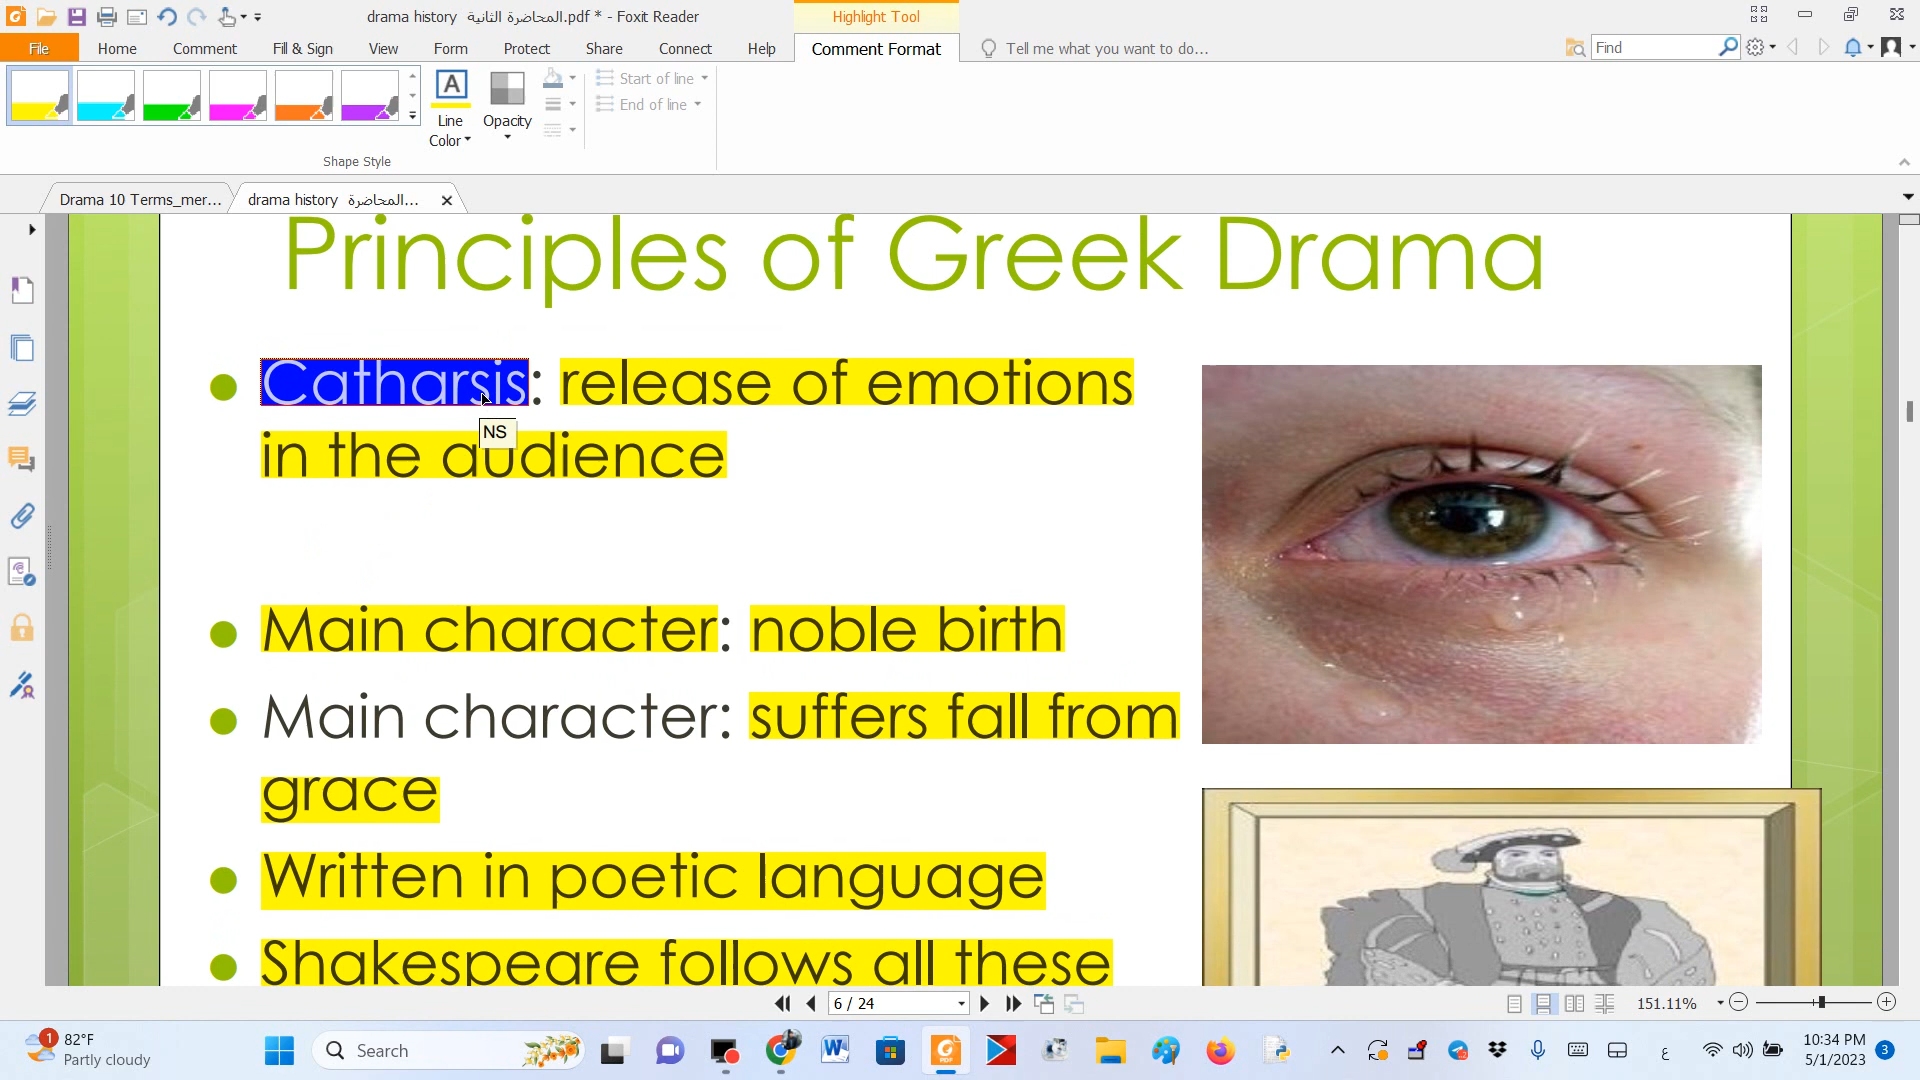 drama history المحاضرة الثانية.pdf * - Foxit Reader
Highlight Tool
File Home Comment Fill & Sign View Form Protect Share Connect Help Comment Format Tell me what you want to do... Find
Line Color
Opacity
Start of line
End of line
Shape Style
Drama 10 Terms_mer... drama history المحاضرة...
Principles of Greek Drama
Catharsis: release of emotions
NS
in the audience
Main character: noble birth
Main character: suffers fall from
grace
Written in poetic language
Shakespeare follows all these
6 / 24 151.11%
1 82°F
Partly cloudy
Search
PDF
ع
10:34 PM
5/1/2023
3